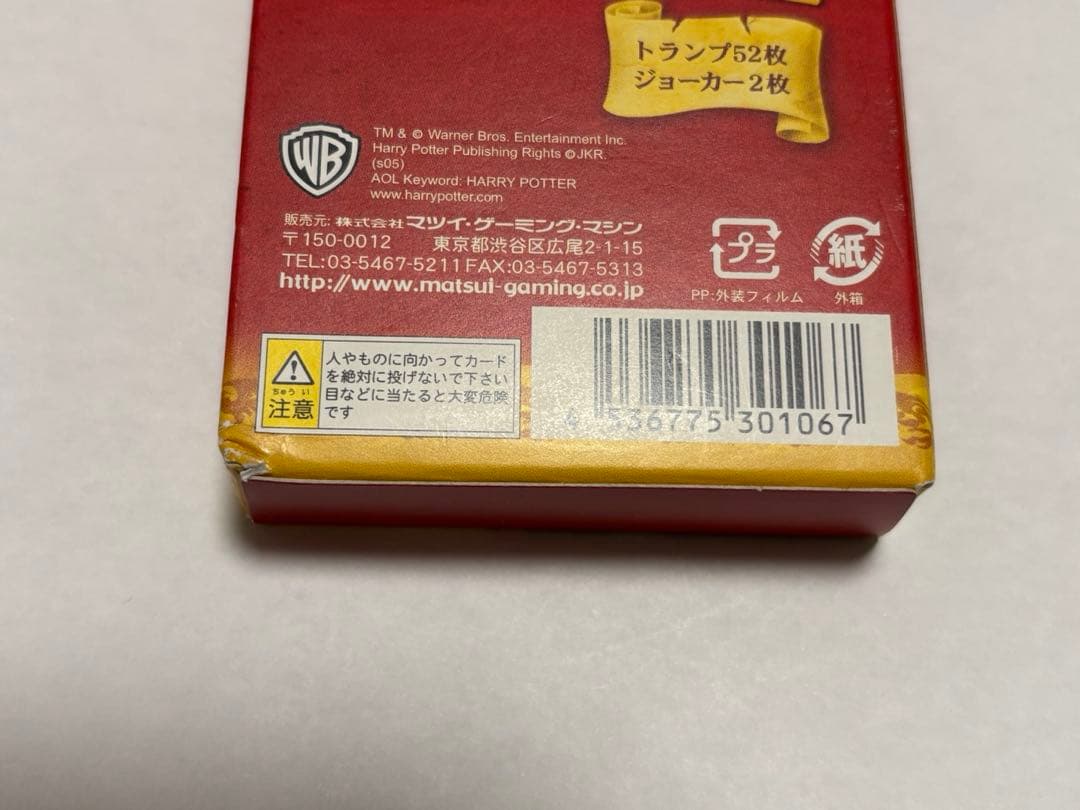 トランプ52枚
ジョーカー2枚
WB
TM & © Warner Bros. Entertainment Inc.
Harry Potter Publishing Rights © JKR.
(s05)
AOL Keyword: HARRY POTTER
www.harrypotter.com
販売元: 株式会社マツイ・ゲーミング・マシン
〒150-0012 東京都渋谷区広尾2-1-15
TEL:03-5467-5211 FAX:03-5467-5313
http://www.matsui-gaming.co.jp
プラ
PP:外装フィルム
紙
外箱
ちゅうい
注意
人やものに向かってカード
を絶対に投げないで下さい
目などに当たると大変危険
です
4 536775 301067